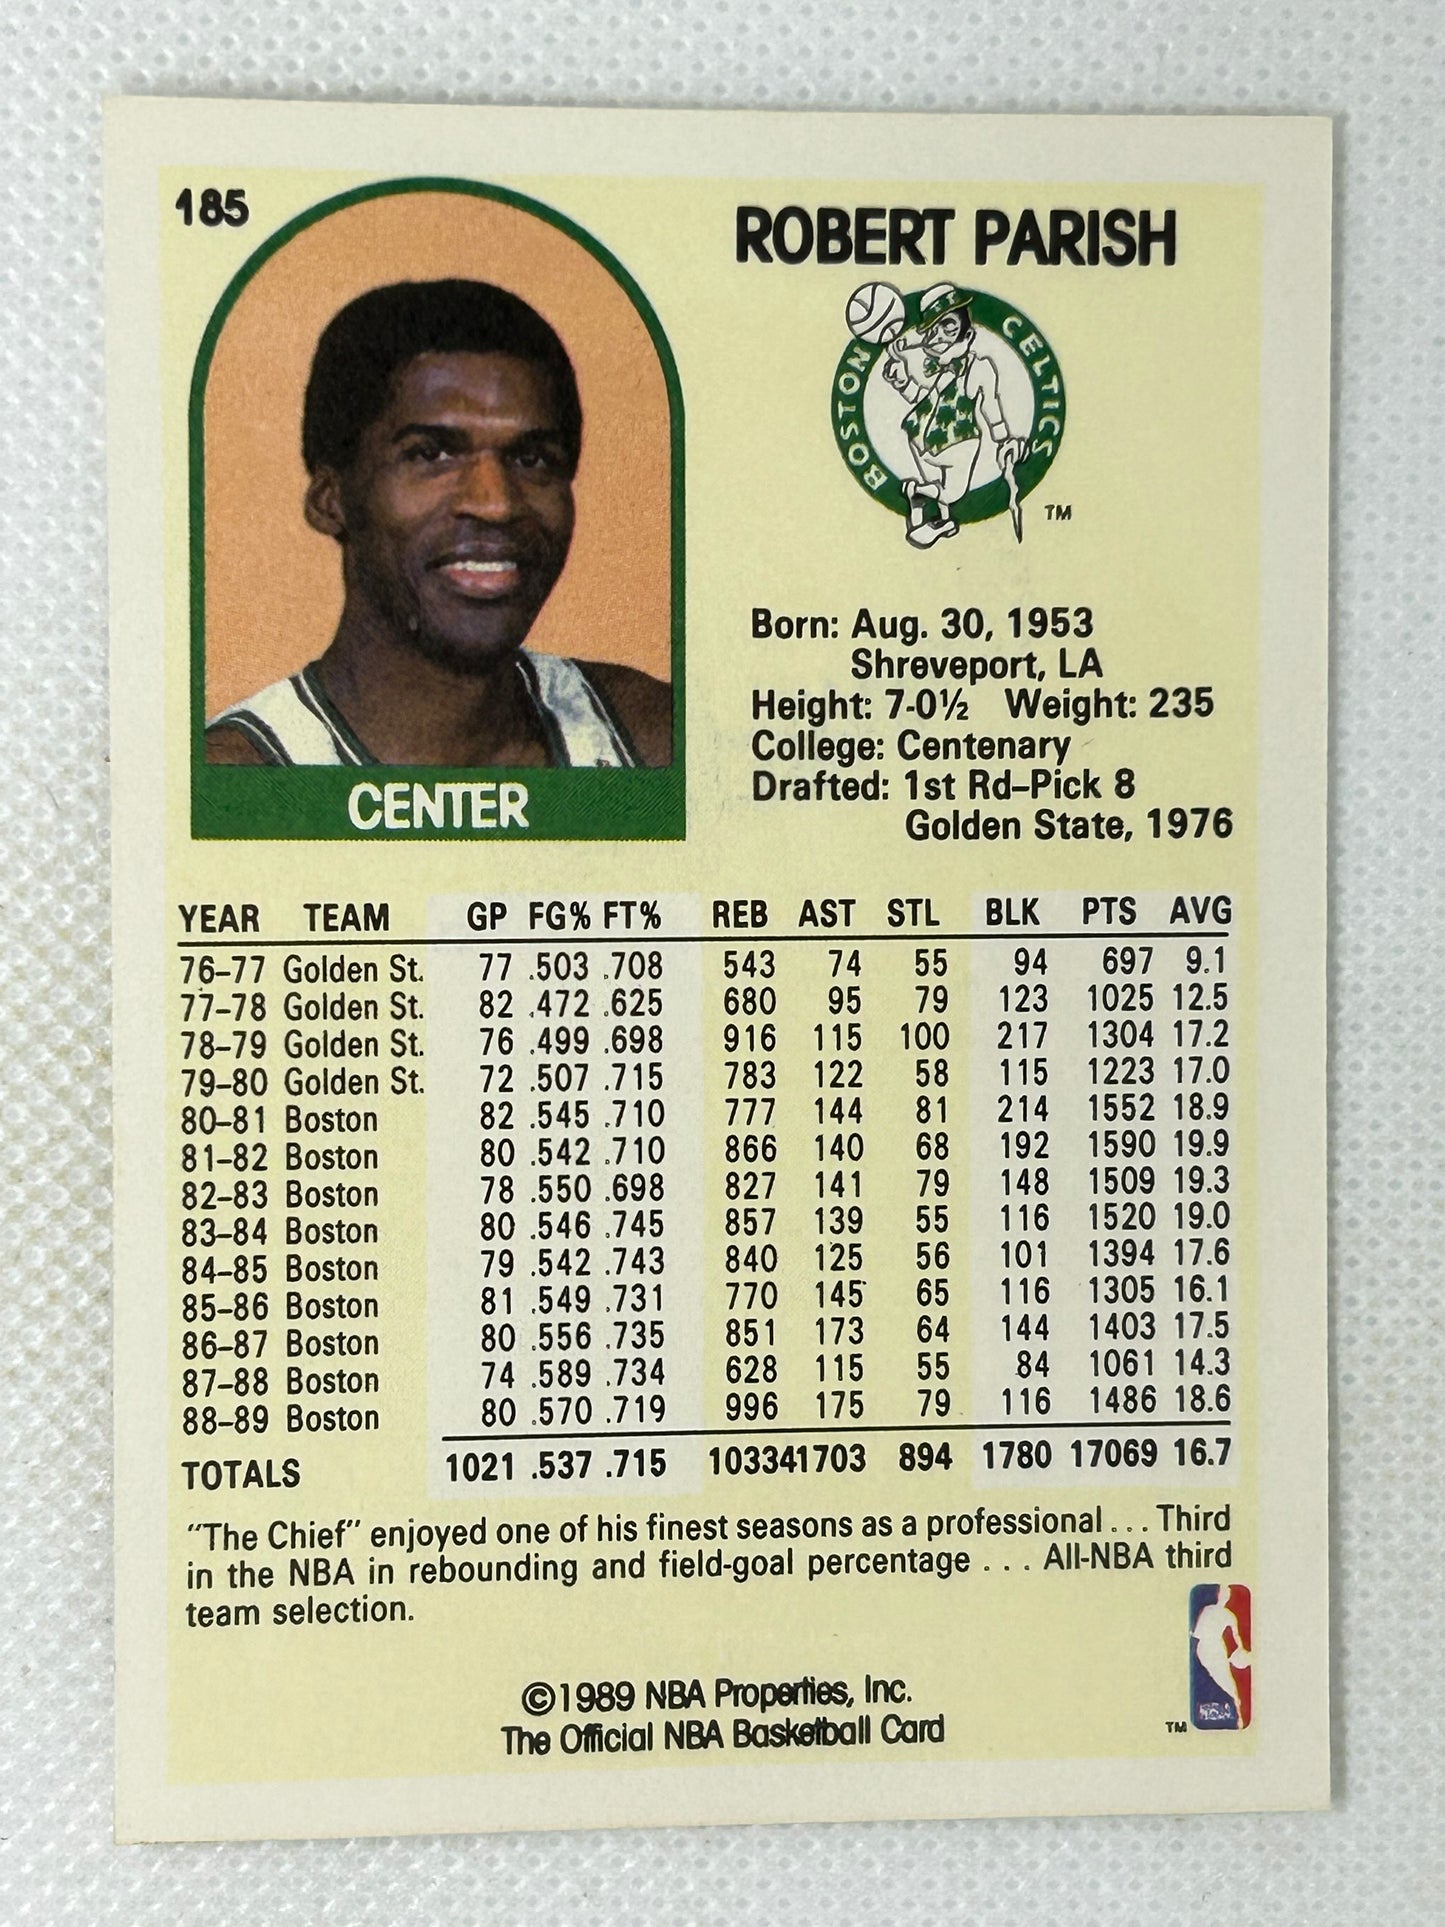 185
ROBERT PARISH
BOSTON CELTICS
TM
CENTER
Born: Aug. 30, 1953
Shreveport, LA
Height: 7-0½ Weight: 235
College: Centenary
Drafted: 1st Rd–Pick 8
Golden State, 1976
YEAR TEAM GP FG% FT% REB AST STL BLK PTS AVG
76–77 Golden St. 77 .503 .708 543 74 55 94 697 9.1
77–78 Golden St. 82 .472 .625 680 95 79 123 1025 12.5
78–79 Golden St. 76 .499 .698 916 115 100 217 1304 17.2
79–80 Golden St. 72 .507 .715 783 122 58 115 1223 17.0
80–81 Boston 82 .545 .710 777 144 81 214 1552 18.9
81–82 Boston 80 .542 .710 866 140 68 192 1590 19.9
82–83 Boston 78 .550 .698 827 141 79 148 1509 19.3
83–84 Boston 80 .546 .745 857 139 55 116 1520 19.0
84–85 Boston 79 .542 .743 840 125 56 101 1394 17.6
85–86 Boston 81 .549 .731 770 145 65 116 1305 16.1
86–87 Boston 80 .556 .735 851 173 64 144 1403 17.5
87–88 Boston 74 .589 .734 628 115 55 84 1061 14.3
88–89 Boston 80 .570 .719 996 175 79 116 1486 18.6
TOTALS 1021 .537 .715 10334 1703 894 1780 17069 16.7
"The Chief" enjoyed one of his finest seasons as a professional . . . Third
in the NBA in rebounding and field-goal percentage . . . All-NBA third
team selection.
©1989 NBA Properties, Inc.
The Official NBA Basketball Card
NBA
TM